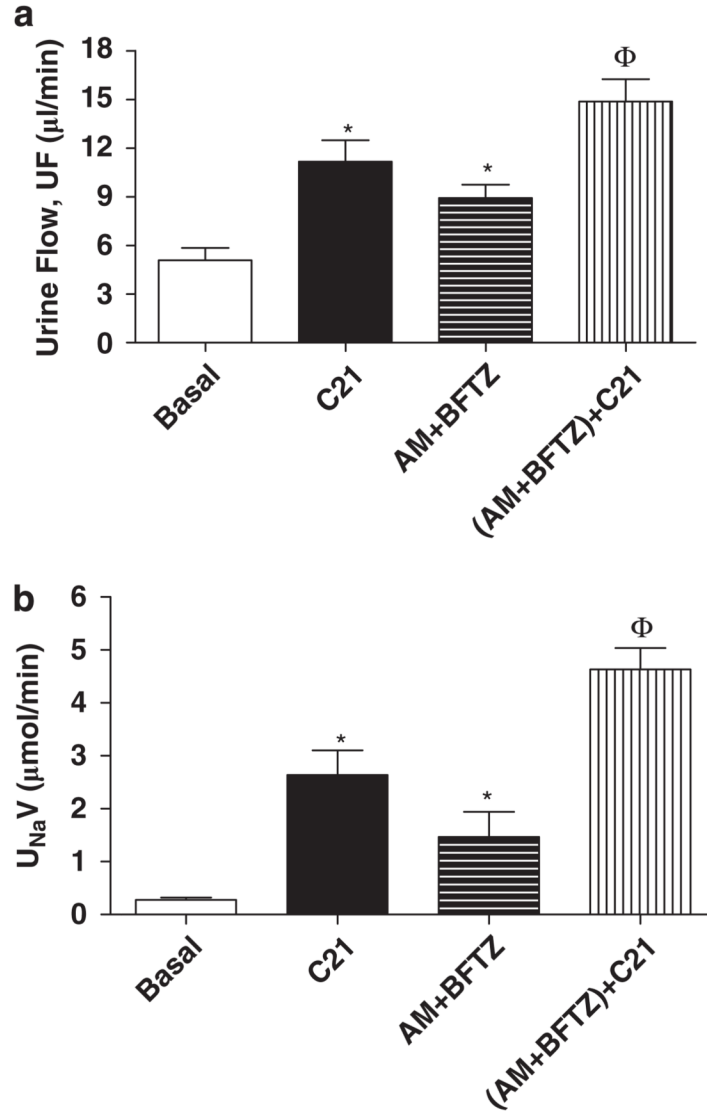 a
Urine Flow, UF (μl/min)
18
15
12
9
6
3
0
*
*
Φ
Basal
C21
AM+BFTZ
(AM+BFTZ)+C21
b
U_NaV (μmol/min)
6
5
4
3
2
1
0
*
*
Φ
Basal
C21
AM+BFTZ
(AM+BFTZ)+C21